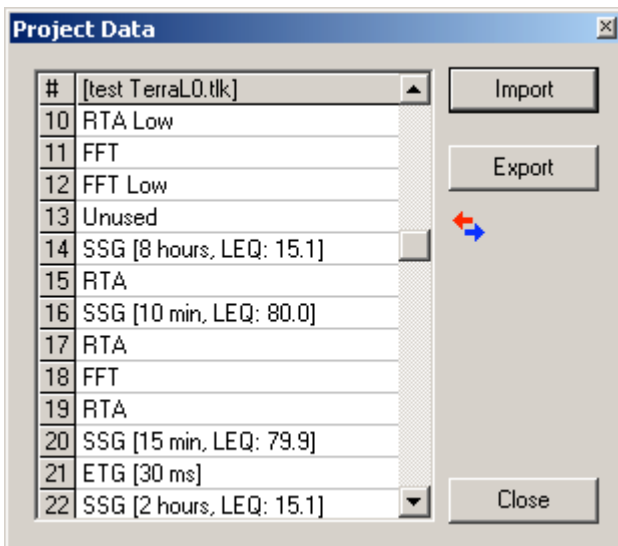 Project Data
# [test TerraL0.tlk]
10 RTA Low
11 FFT
12 FFT Low
13 Unused
14 SSG [8 hours, LEQ: 15.1]
15 RTA
16 SSG [10 min, LEQ: 80.0]
17 RTA
18 FFT
19 RTA
20 SSG [15 min, LEQ: 79.9]
21 ETG [30 ms]
22 SSG [2 hours, LEQ: 15.1]
Import
Export
Close